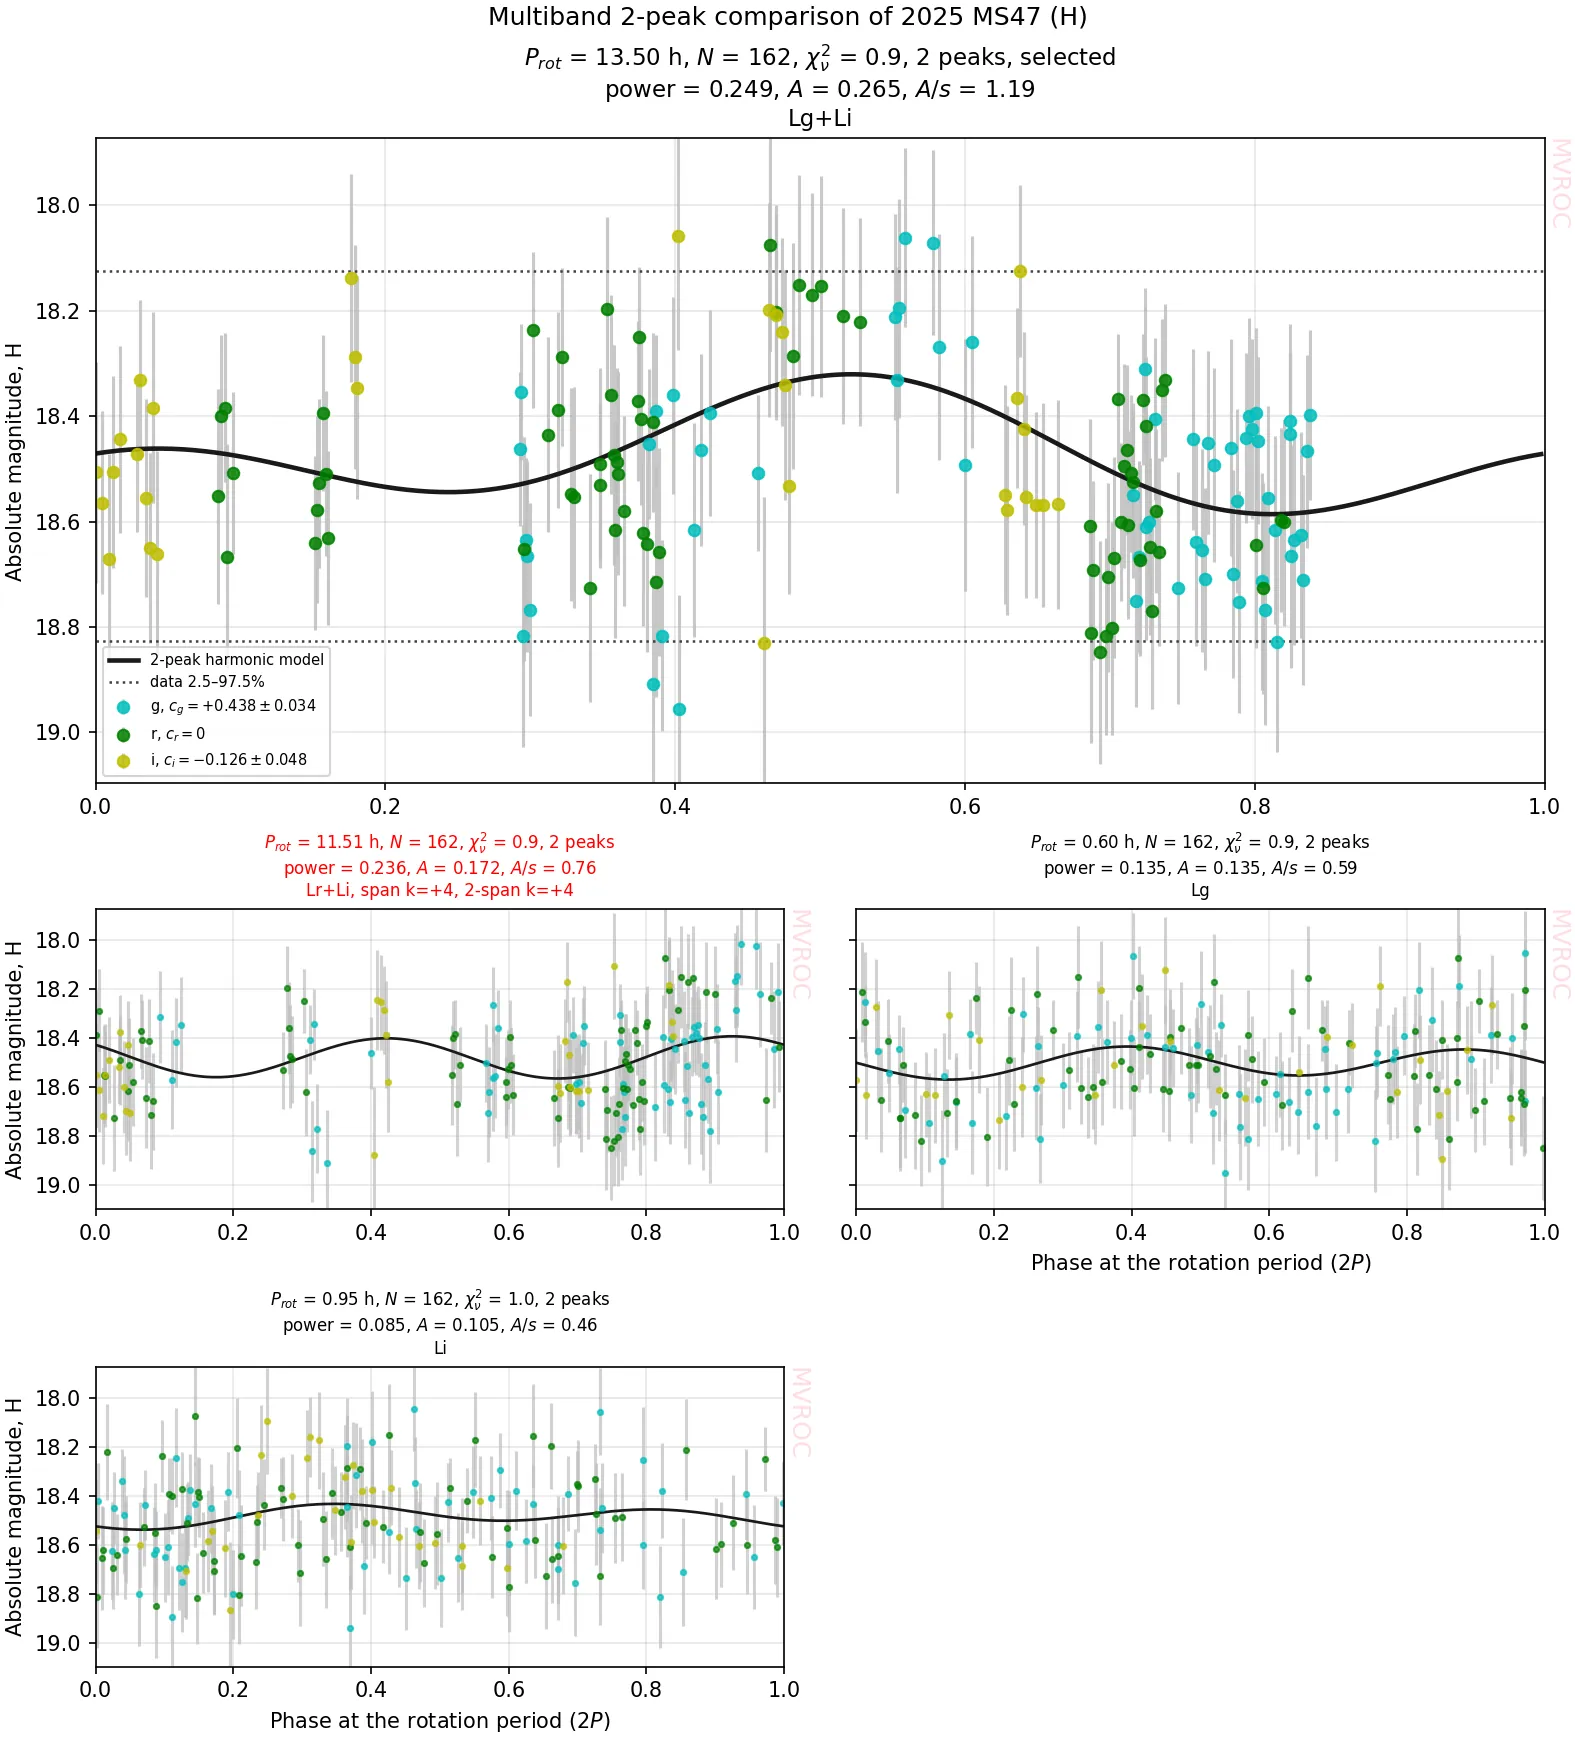 Multiband 2-peak comparison of 2025 MS47 (H)
P_rot = 13.50 h, N = 162, χ²_ν = 0.9, 2 peaks, selected
power = 0.249, A = 0.265, A/s = 1.19
Lg+Li
MVROC
Absolute magnitude, H
18.0
18.2
18.4
18.6
18.8
19.0
2-peak harmonic model
data 2.5–97.5%
g, c_g = +0.438 ± 0.034
r, c_r = 0
i, c_i = −0.126 ± 0.048
0.0 0.2 0.4 0.6 0.8 1.0
P_rot = 11.51 h, N = 162, χ²_ν = 0.9, 2 peaks
power = 0.236, A = 0.172, A/s = 0.76
Lr+Li, span k=+4, 2-span k=+4
MVROC
Absolute magnitude, H
18.0
18.2
18.4
18.6
18.8
19.0
0.0 0.2 0.4 0.6 0.8 1.0
P_rot = 0.60 h, N = 162, χ²_ν = 0.9, 2 peaks
power = 0.135, A = 0.135, A/s = 0.59
Lg
MVROC
0.0 0.2 0.4 0.6 0.8 1.0
Phase at the rotation period (2P)
P_rot = 0.95 h, N = 162, χ²_ν = 1.0, 2 peaks
power = 0.085, A = 0.105, A/s = 0.46
Li
MVROC
Absolute magnitude, H
18.0
18.2
18.4
18.6
18.8
19.0
0.0 0.2 0.4 0.6 0.8 1.0
Phase at the rotation period (2P)